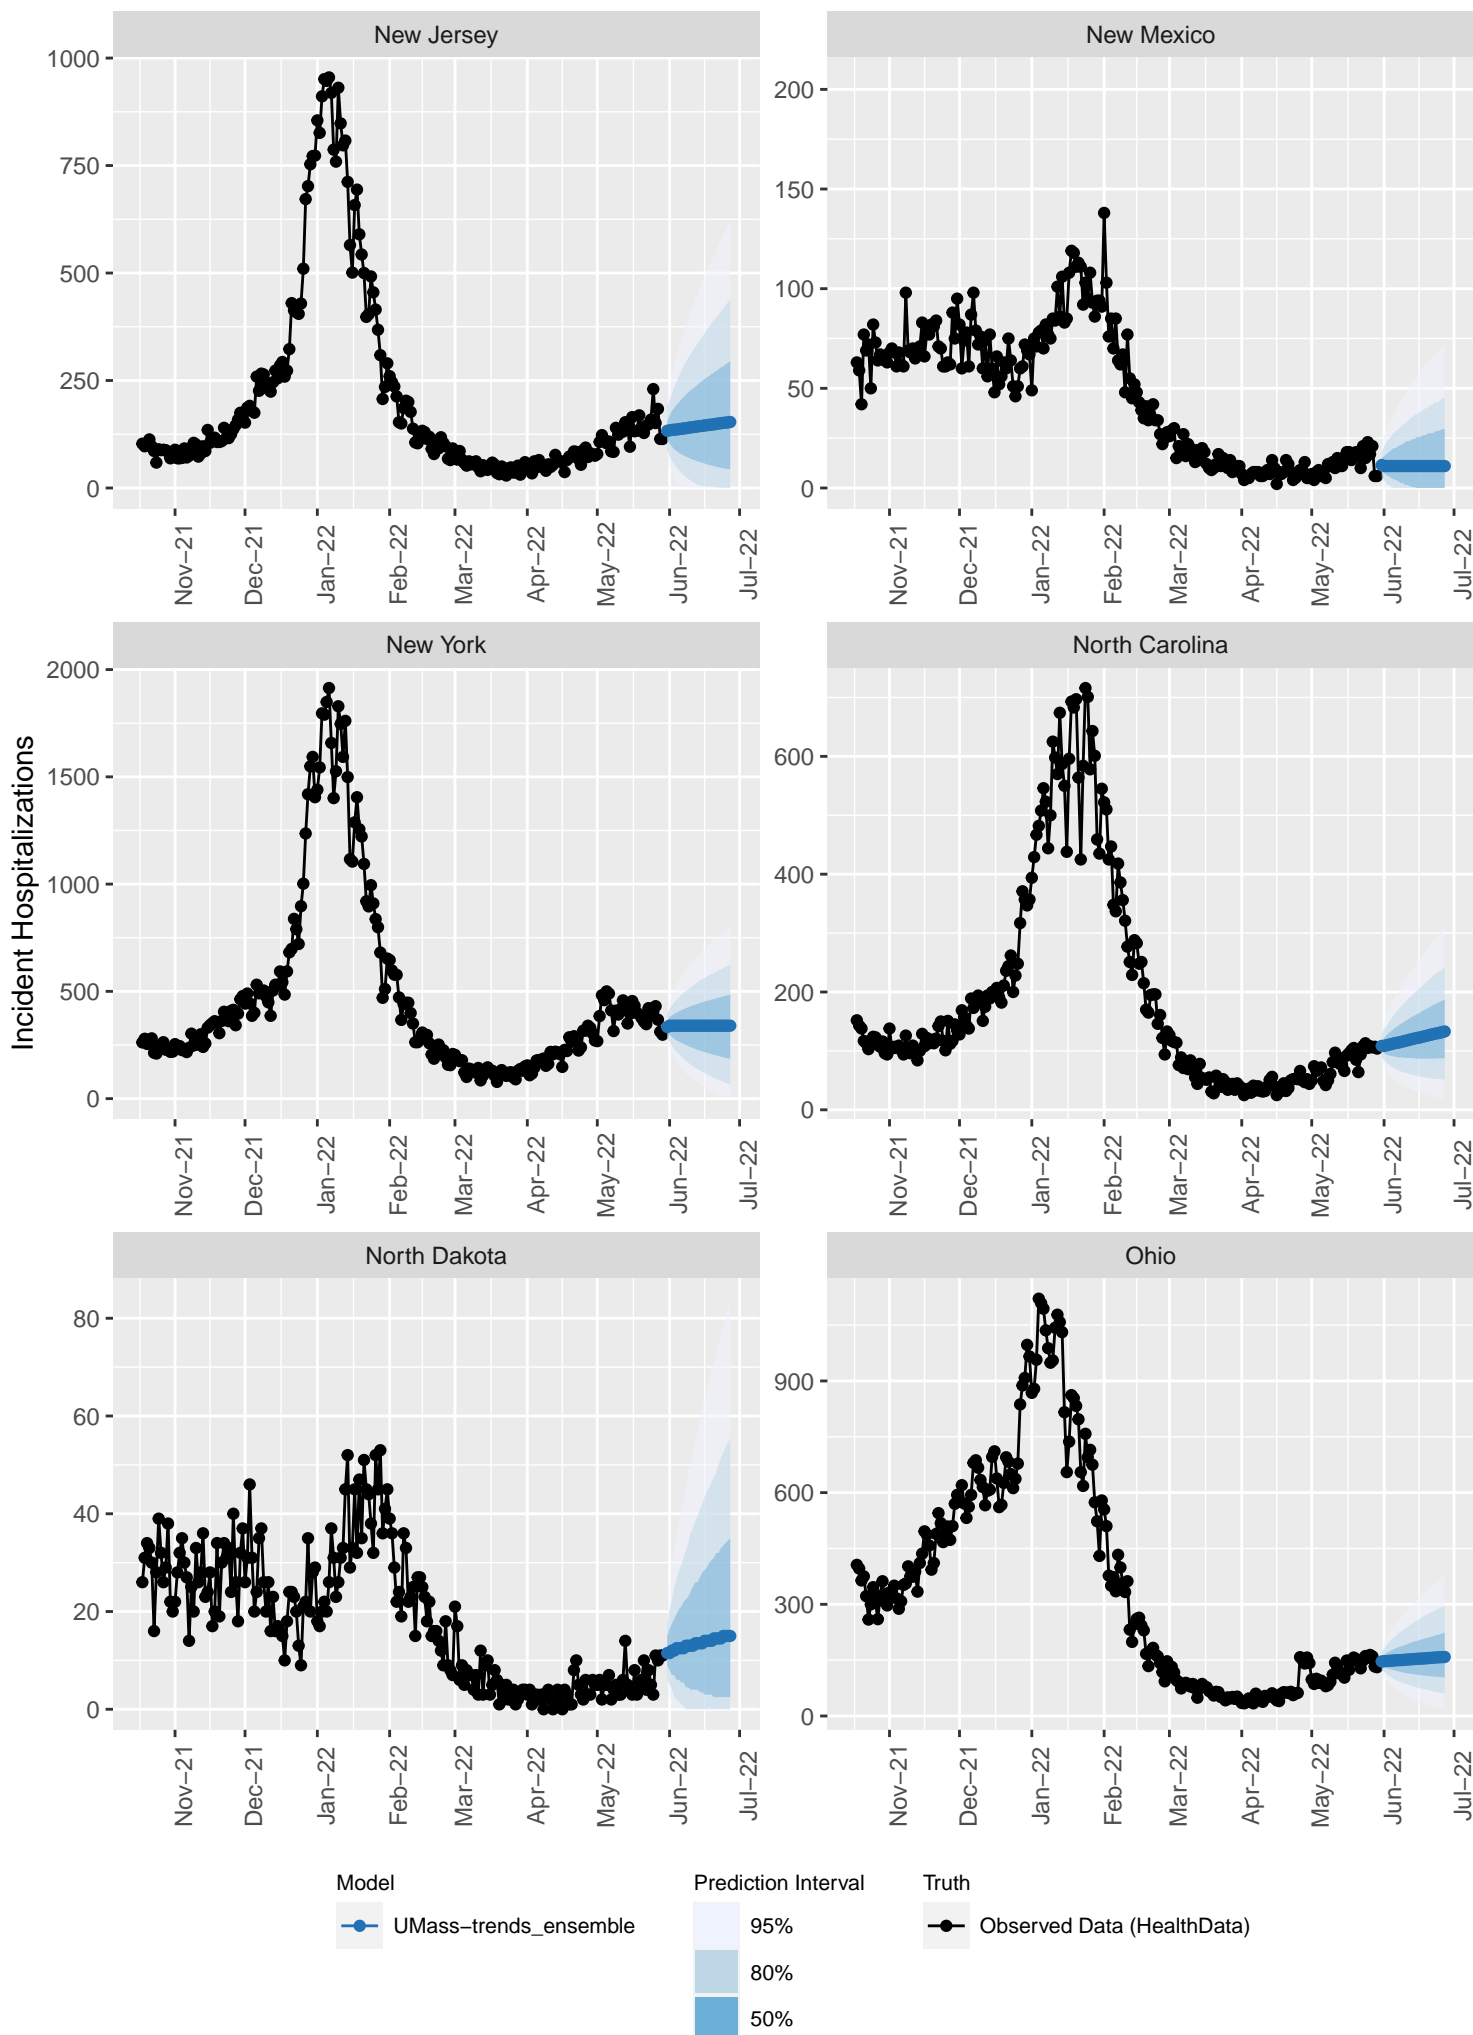 New Jersey
New Mexico
1000
750
500
250
0
200
150
100
50
0
Nov−21
Dec−21
Jan−22
Feb−22
Mar−22
Apr−22
May−22
Jun−22
Jul−22
Nov−21
Dec−21
Jan−22
Feb−22
Mar−22
Apr−22
May−22
Jun−22
Jul−22
Incident Hospitalizations
New York
North Carolina
2000
1500
1000
500
0
600
400
200
0
Nov−21
Dec−21
Jan−22
Feb−22
Mar−22
Apr−22
May−22
Jun−22
Jul−22
Nov−21
Dec−21
Jan−22
Feb−22
Mar−22
Apr−22
May−22
Jun−22
Jul−22
North Dakota
Ohio
80
60
40
20
0
900
600
300
0
Nov−21
Dec−21
Jan−22
Feb−22
Mar−22
Apr−22
May−22
Jun−22
Jul−22
Nov−21
Dec−21
Jan−22
Feb−22
Mar−22
Apr−22
May−22
Jun−22
Jul−22
Model
UMass−trends_ensemble
Prediction Interval
95%
80%
50%
Truth
Observed Data (HealthData)